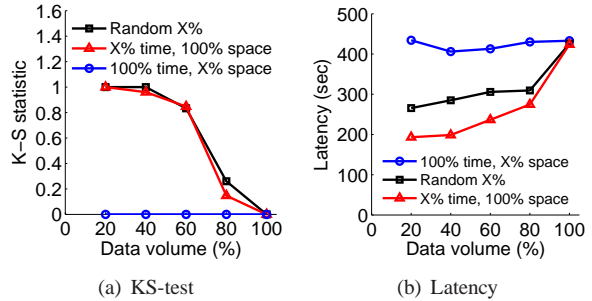 1.6
1.4
1.2
1
0.8
0.6
0.4
0.2
0
K−S statistic
Random X%
X% time, 100% space
100% time, X% space
0 20 40 60 80 100
Data volume (%)
(a) KS-test
500
400
300
200
100
0
Latency (sec)
100% time, X% space
Random X%
X% time, 100% space
0 20 40 60 80 100
Data volume (%)
(b) Latency